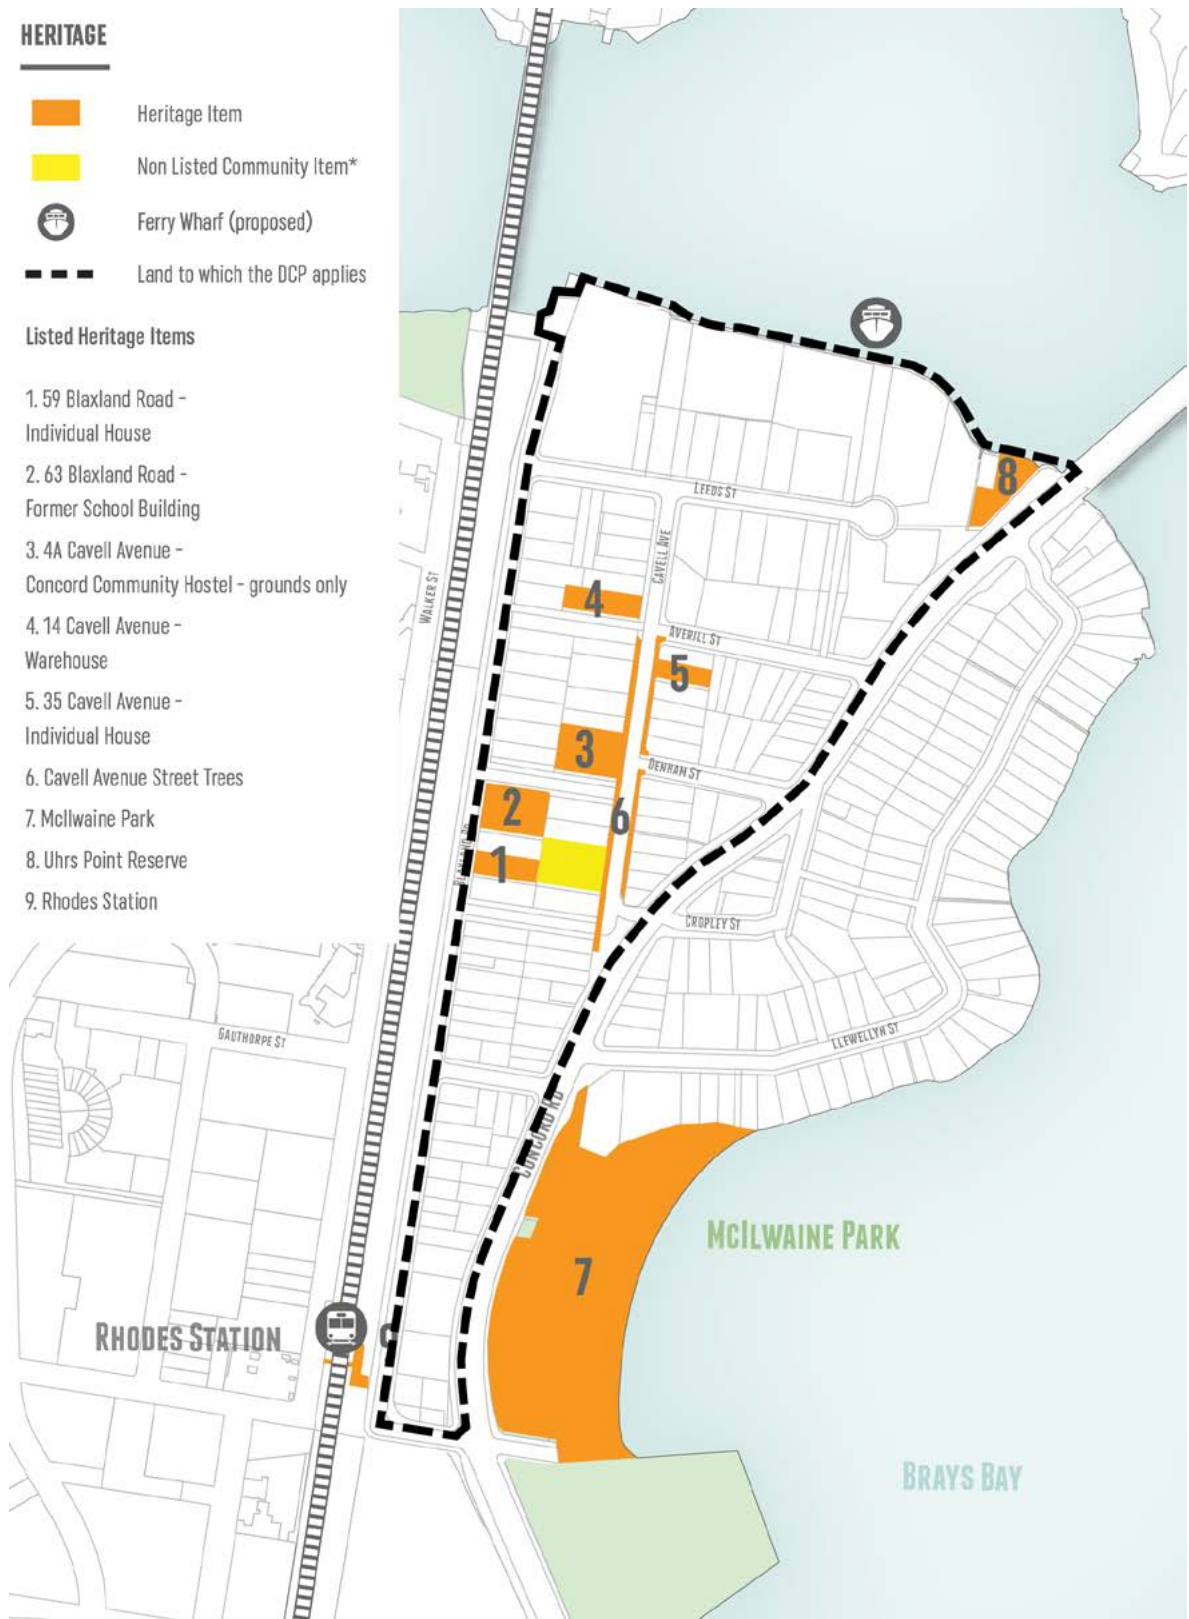 HERITAGE
Heritage Item
Non Listed Community Item*
Ferry Wharf (proposed)
Land to which the DCP applies
Listed Heritage Items
1. 59 Blaxland Road -
Individual House
2. 63 Blaxland Road -
Former School Building
3. 4A Cavell Avenue -
Concord Community Hostel - grounds only
4. 14 Cavell Avenue -
Warehouse
5. 35 Cavell Avenue -
Individual House
6. Cavell Avenue Street Trees
7. McIlwaine Park
8. Uhrs Point Reserve
9. Rhodes Station
8
LEEDS ST
CAVELL AVE
WALKER ST
4
AVERILL ST
5
3
DENHAM ST
2
6
1
CROPLEY ST
GAUTHORPE ST
LLEWELLYN ST
CONCORD RD
MCILWAINE PARK
7
RHODES STATION
BRAYS BAY